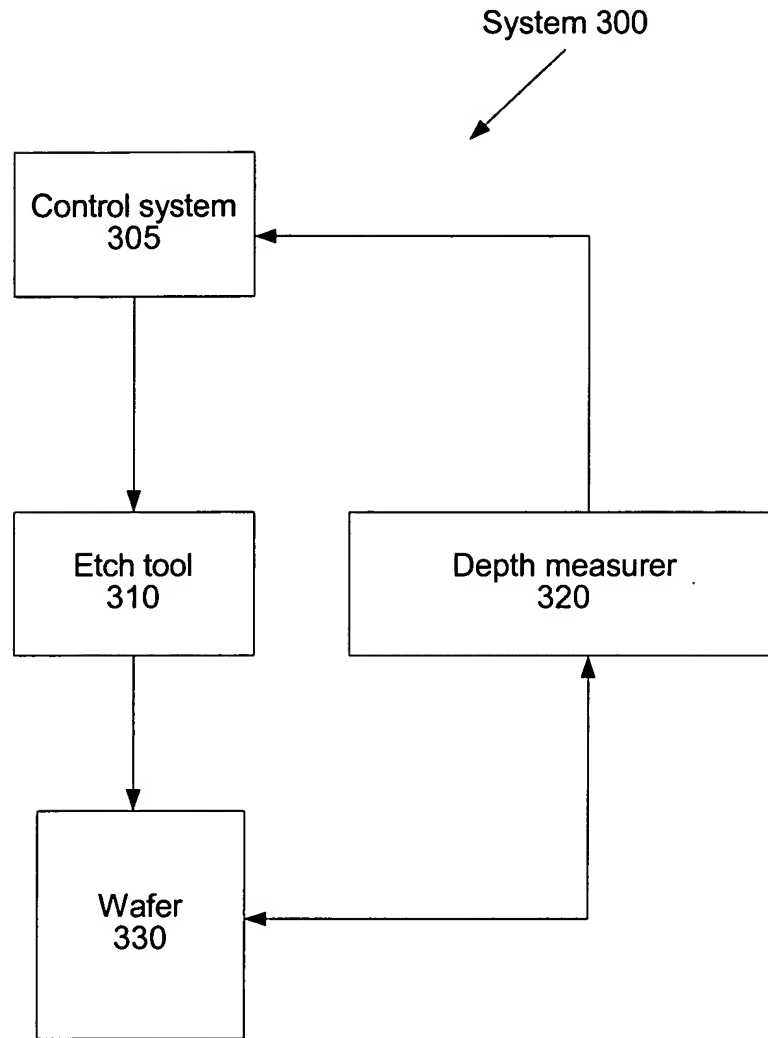 System 300
Control system
305
Etch tool
310
Depth measurer
320
Wafer
330